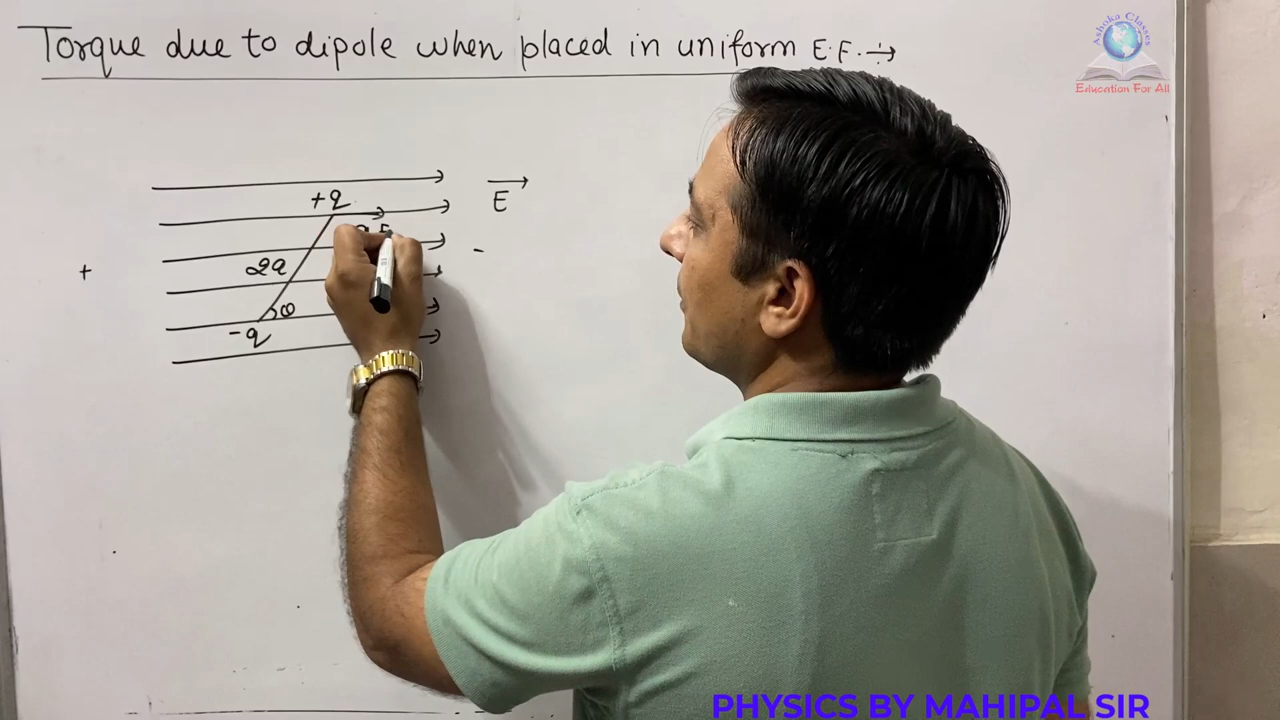 Torque due to dipole when placed in uniform E.F. →
Ashoka Classes
Education For All
+q
E
2a
+
-
θ
-q
PHYSICS BY MAHIPAL SIR